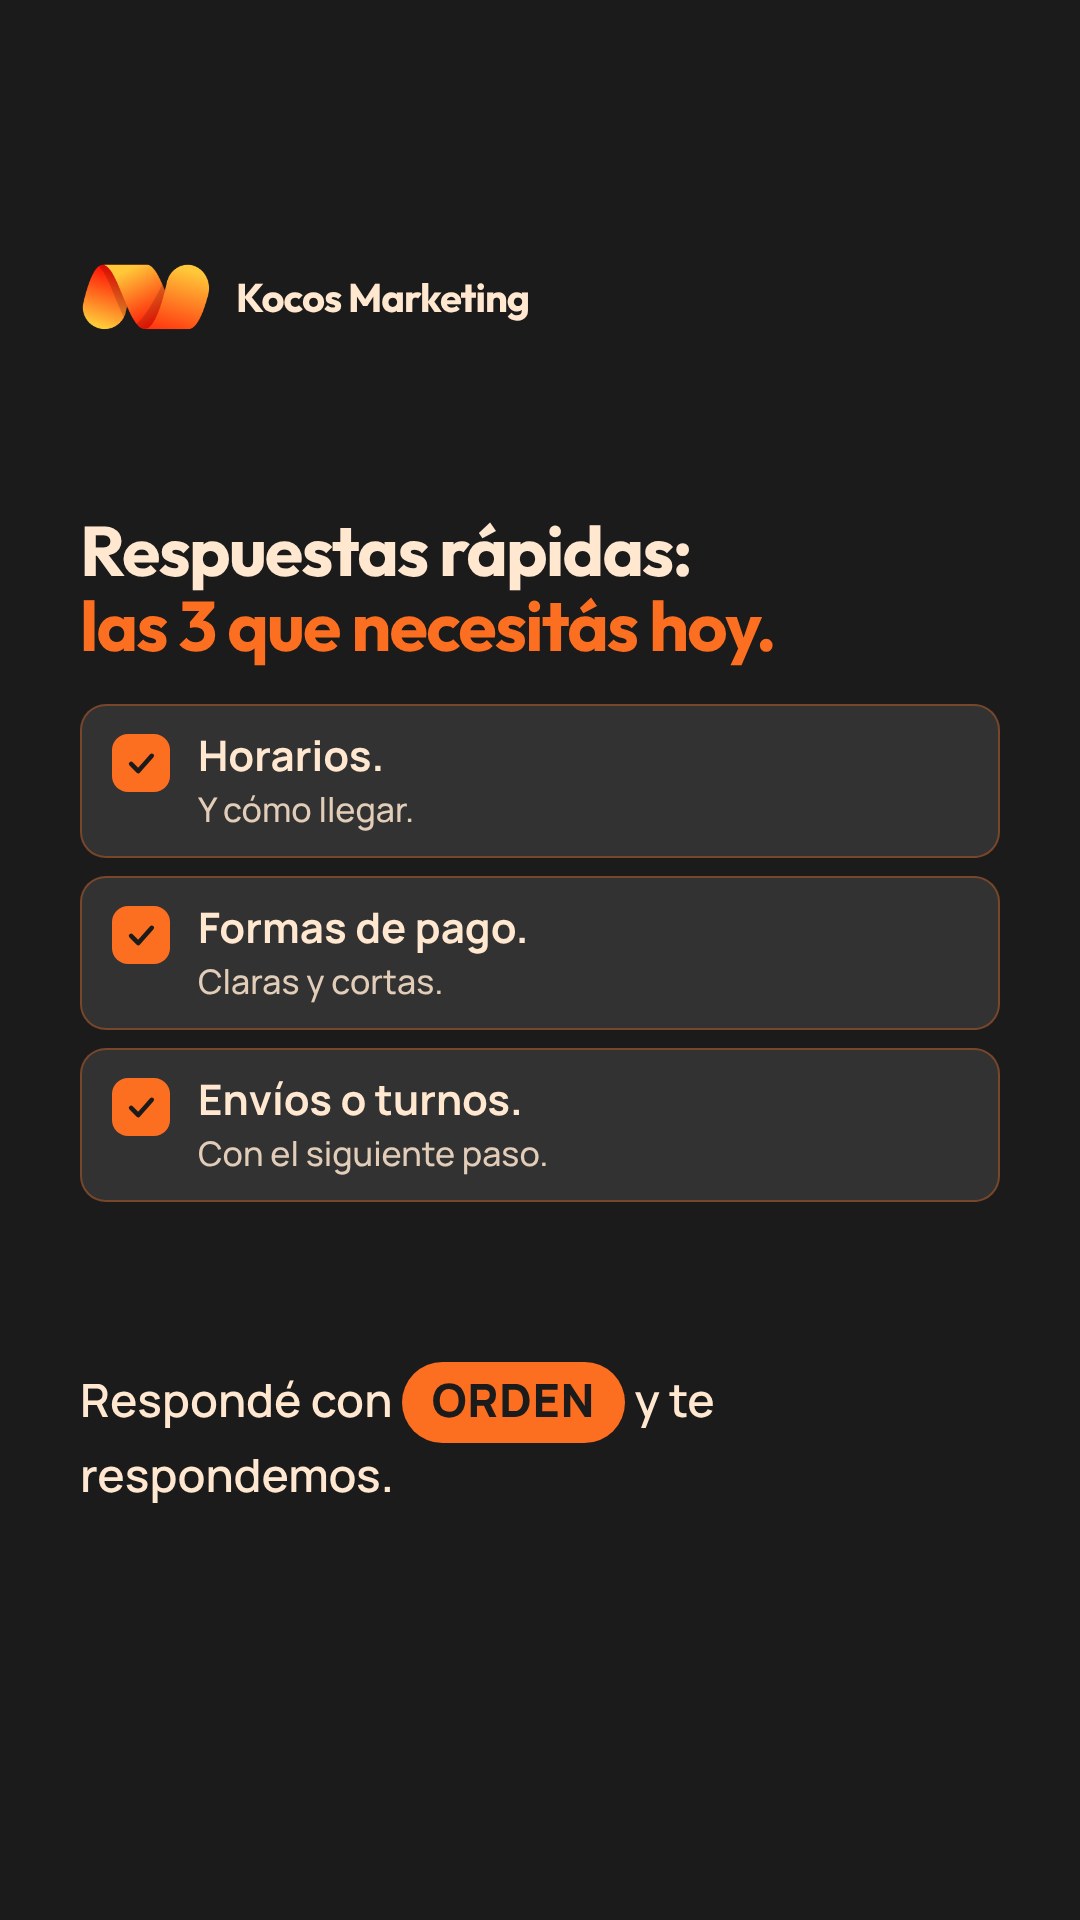 Kocos Marketing
Respuestas rápidas:
las 3 que necesitás hoy.
Horarios.
Y cómo llegar.
Formas de pago.
Claras y cortas.
Envíos o turnos.
Con el siguiente paso.
Respondé con ORDEN y te
respondemos.